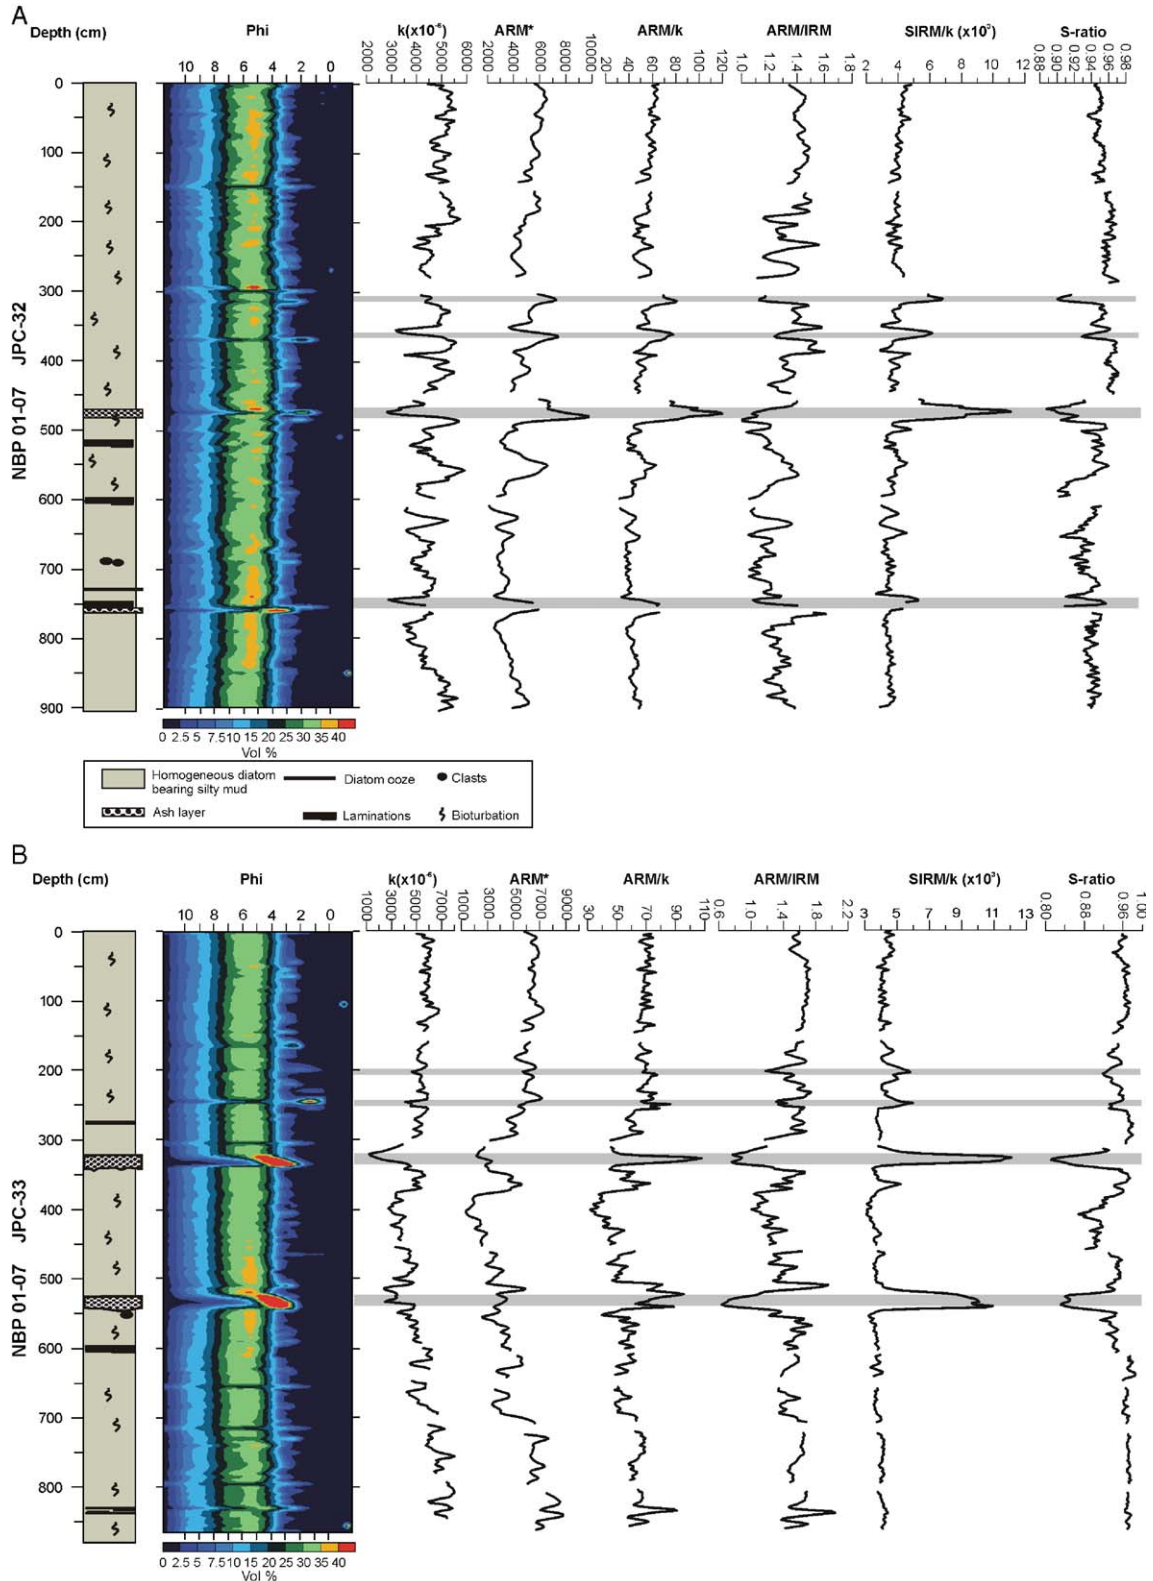 A
Depth (cm) Phi k(x10⁻⁶) ARM* ARM/k ARM/IRM SIRM/k (x10³) S-ratio
10 8 6 4 2 0
2000 3000 4000 5000 6000
2000 4000 6000 8000 10000
20 40 60 80 100 120
1.0 1.2 1.4 1.6 1.8
2 4 6 8 10 12
0.88 0.90 0.92 0.94 0.96 0.98
0
100
200
300
400
500
600
700
800
900
NBP 01-07 JPC-32
0 2.5 5 7.5 10 15 20 25 30 35 40
Vol %
Homogeneous diatom
bearing silty mud
Diatom ooze
Clasts
Ash layer
Laminations
Bioturbation
B
Depth (cm) Phi k(x10⁻⁶) ARM* ARM/k ARM/IRM SIRM/k (x10³) S-ratio
10 8 6 4 2 0
1000 3000 5000 7000
1000 3000 5000 7000 9000
30 50 70 90 110
0.6 1.0 1.4 1.8 2.2
3 5 7 9 11 13
0.80 0.88 0.96 1.00
0
100
200
300
400
500
600
700
800
NBP 01-07 JPC-33
0 2.5 5 7.5 10 15 20 25 30 35 40
Vol %